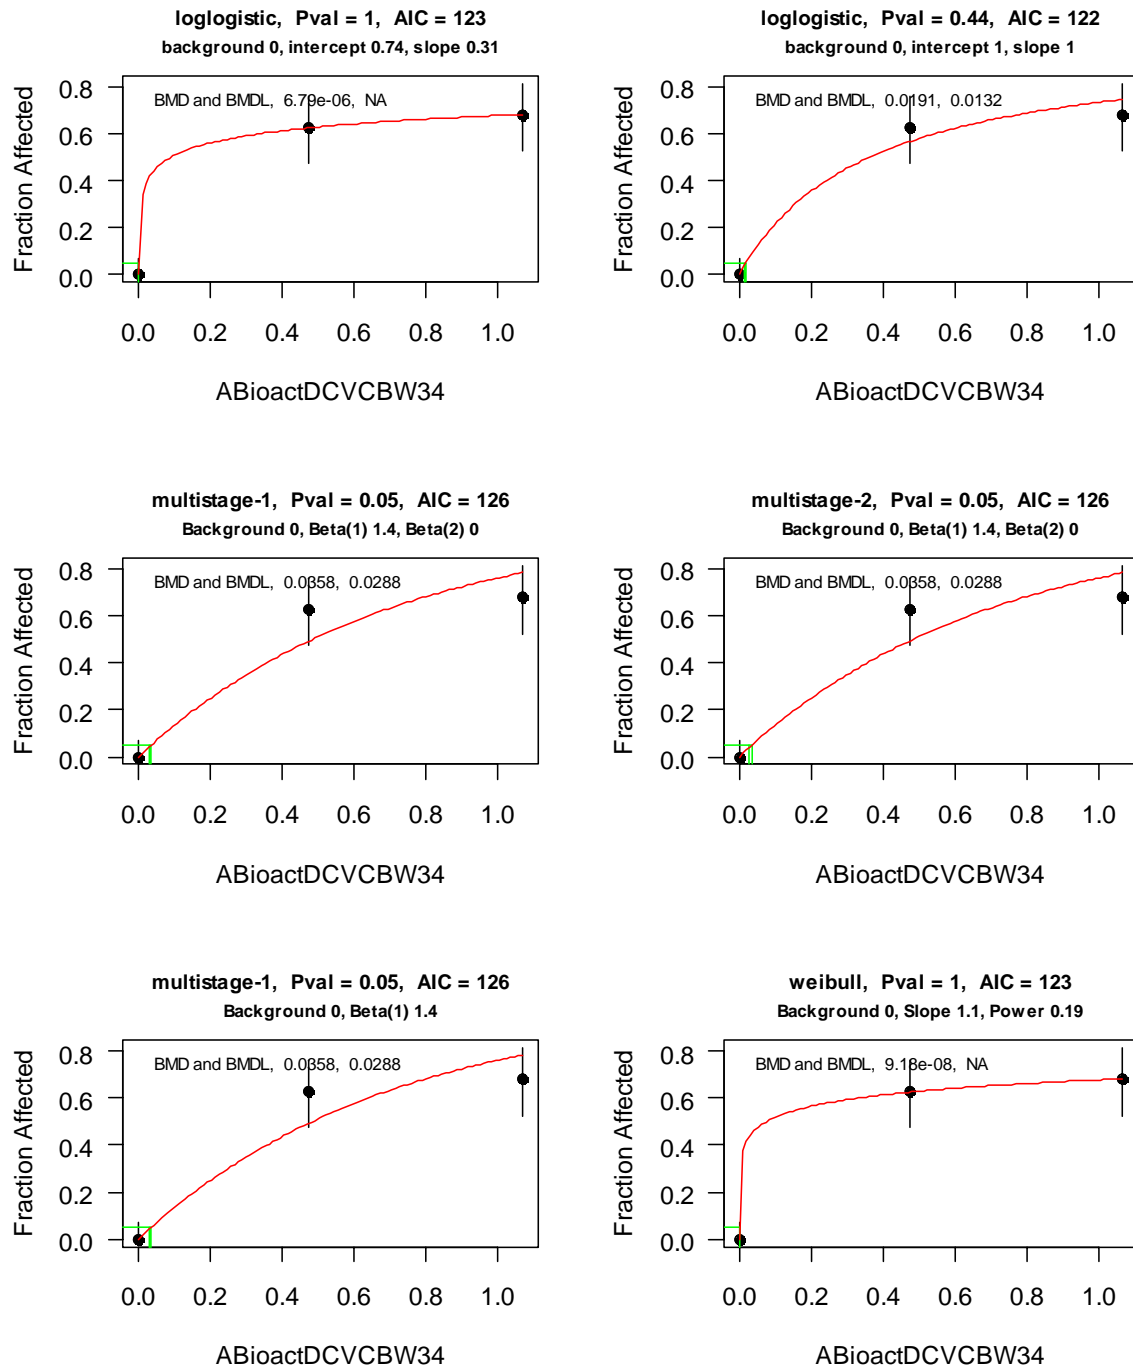 loglogistic, Pval = 1, AIC = 123
background 0, intercept 0.74, slope 0.31
BMD and BMDL, 6.79e-06, NA
Fraction Affected
0.8
0.6
0.4
0.2
0.0
0.0 0.2 0.4 0.6 0.8 1.0
ABioactDCVCBW34
loglogistic, Pval = 0.44, AIC = 122
background 0, intercept 1, slope 1
BMD and BMDL, 0.0191, 0.0132
Fraction Affected
0.8
0.6
0.4
0.2
0.0
0.0 0.2 0.4 0.6 0.8 1.0
ABioactDCVCBW34
multistage-1, Pval = 0.05, AIC = 126
Background 0, Beta(1) 1.4, Beta(2) 0
BMD and BMDL, 0.0358, 0.0288
Fraction Affected
0.8
0.6
0.4
0.2
0.0
0.0 0.2 0.4 0.6 0.8 1.0
ABioactDCVCBW34
multistage-2, Pval = 0.05, AIC = 126
Background 0, Beta(1) 1.4, Beta(2) 0
BMD and BMDL, 0.0358, 0.0288
Fraction Affected
0.8
0.6
0.4
0.2
0.0
0.0 0.2 0.4 0.6 0.8 1.0
ABioactDCVCBW34
multistage-1, Pval = 0.05, AIC = 126
Background 0, Beta(1) 1.4
BMD and BMDL, 0.0358, 0.0288
Fraction Affected
0.8
0.6
0.4
0.2
0.0
0.0 0.2 0.4 0.6 0.8 1.0
ABioactDCVCBW34
weibull, Pval = 1, AIC = 123
Background 0, Slope 1.1, Power 0.19
BMD and BMDL, 9.13e-08, NA
Fraction Affected
0.8
0.6
0.4
0.2
0.0
0.0 0.2 0.4 0.6 0.8 1.0
ABioactDCVCBW34